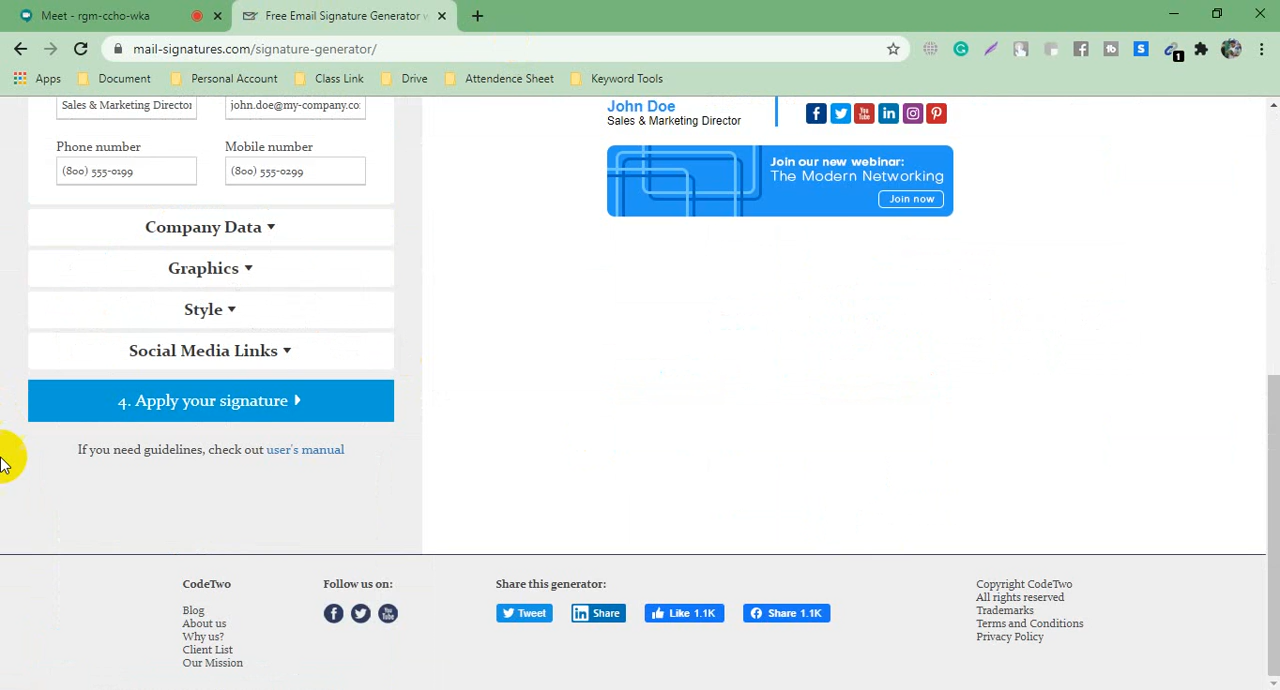 Meet - rgm-ccho-wka
Free Email Signature Generator
mail-signatures.com/signature-generator/
1
Apps
Document
Personal Account
Class Link
Drive
Attendence Sheet
Keyword Tools
Sales & Marketing Director
john.doe@my-company.co
Phone number
Mobile number
(800) 555-0199
(800) 555-0299
Company Data
Graphics
Style
Social Media Links
4. Apply your signature
If you need guidelines, check out user's manual
John Doe
Sales & Marketing Director
Join our new webinar:
The Modern Networking
Join now
CodeTwo
Blog
About us
Why us?
Client List
Our Mission
Follow us on:
Share this generator:
Tweet
Share
Like 1.1K
Share 1.1K
Copyright CodeTwo
All rights reserved
Trademarks
Terms and Conditions
Privacy Policy